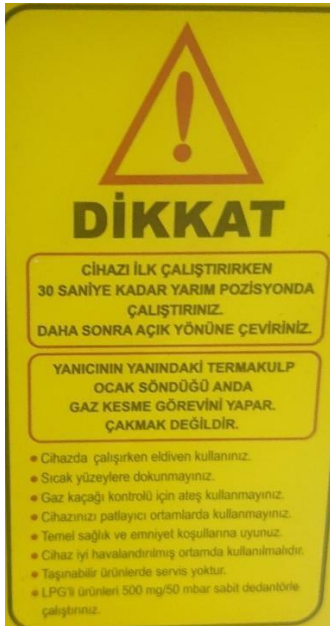 DİKKAT
CİHAZI İLK ÇALIŞTIRIRKEN
30 SANİYE KADAR YARIM POZİSYONDA
ÇALIŞTIRINIZ.
DAHA SONRA AÇIK YÖNÜNE ÇEVİRİNİZ.
YANICININ YANINDAKİ TERMAKULP
OCAK SÖNDÜĞÜ ANDA
GAZ KESME GÖREVİNİ YAPAR.
ÇAKMAK DEĞİLDİR.
• Cihazda çalışırken eldiven kullanınız.
• Sıcak yüzeylere dokunmayınız.
• Gaz kaçağı kontrolü için ateş kullanmayınız.
• Cihazınızı patlayıcı ortamlarda kullanmayınız.
• Temel sağlık ve emniyet koşullarına uyunuz.
• Cihaz iyi havalandırılmış ortamda kullanılmalıdır.
• Taşınabilir ürünlerde servis yoktur.
• LPG'li ürünleri 500 mg/50 mbar sabit dedantörle
çalıştırınız.